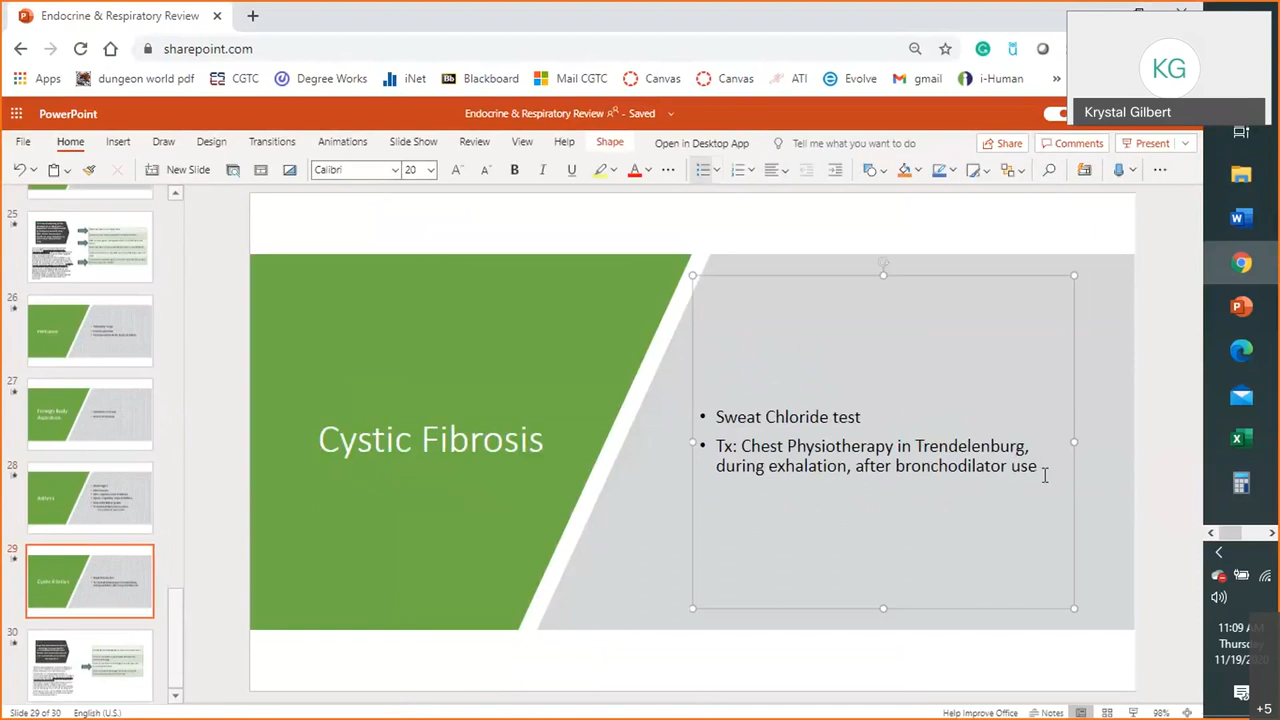 Endocrine & Respiratory Review
sharepoint.com
Apps dungeon world pdf CGTC Degree Works iNet Blackboard Mail CGTC Canvas Canvas ATI Evolve gmail i-Human »
KG
Krystal Gilbert
PowerPoint
Endocrine & Respiratory Review - Saved
File Home Insert Draw Design Transitions Animations Slide Show Review View Help Shape Open in Desktop App Tell me what you want to do Share Comments Present
New Slide Calibri 20 B I U A
25
26
27
28
29
30
Cystic Fibrosis
• Sweat Chloride test
• Tx: Chest Physiotherapy in Trendelenburg,
during exhalation, after bronchodilator use
11:09 AM
Thursday
11/19/2020
+5
Slide 29 of 30 English (U.S.)
Help Improve Office Notes 98%